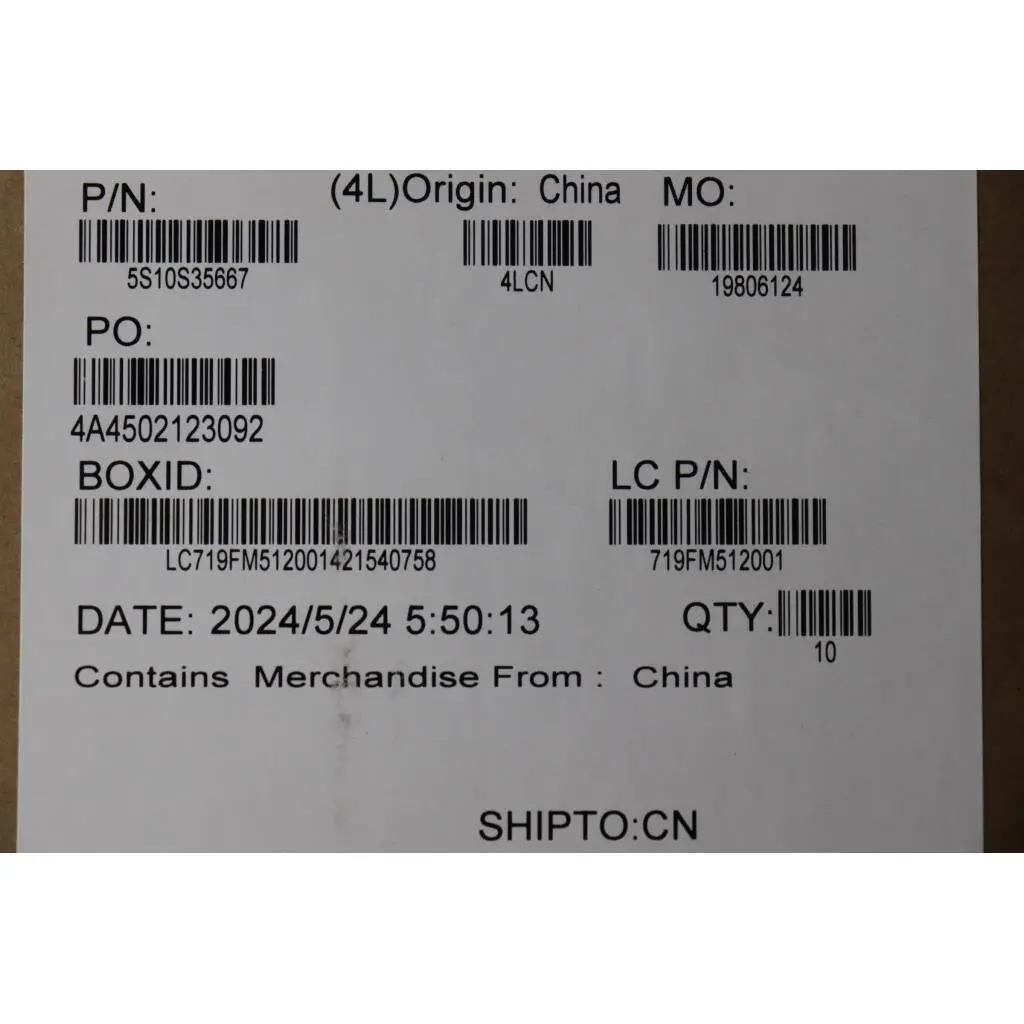 P/N: (4L)Origin: China MO:
5S10S35667 4LCN 19806124
PO:
4A4502123092
BOXID: LC P/N:
LC719FM512001421540758 719FM512001
DATE: 2024/5/24 5:50:13 QTY:
10
Contains Merchandise From : China
SHIPTO:CN